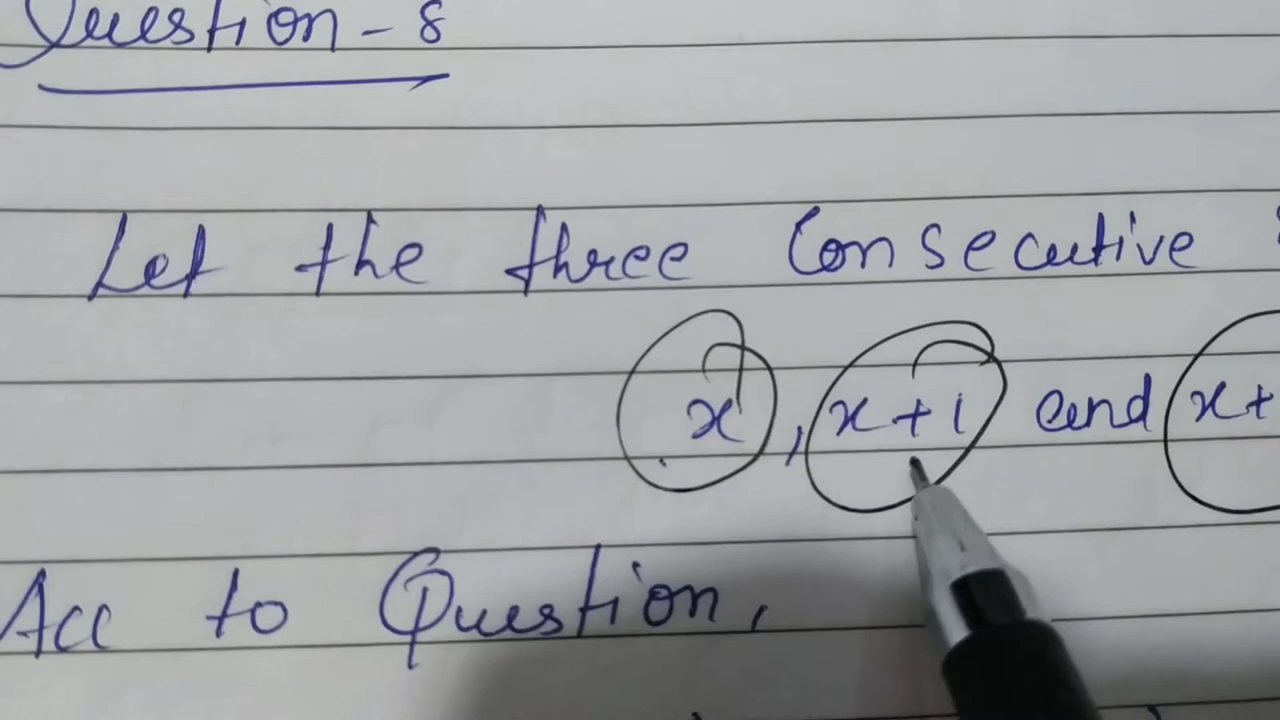 Question - 8
Let the three Consecutive
x, x + 1 and x +
Acc to Question,